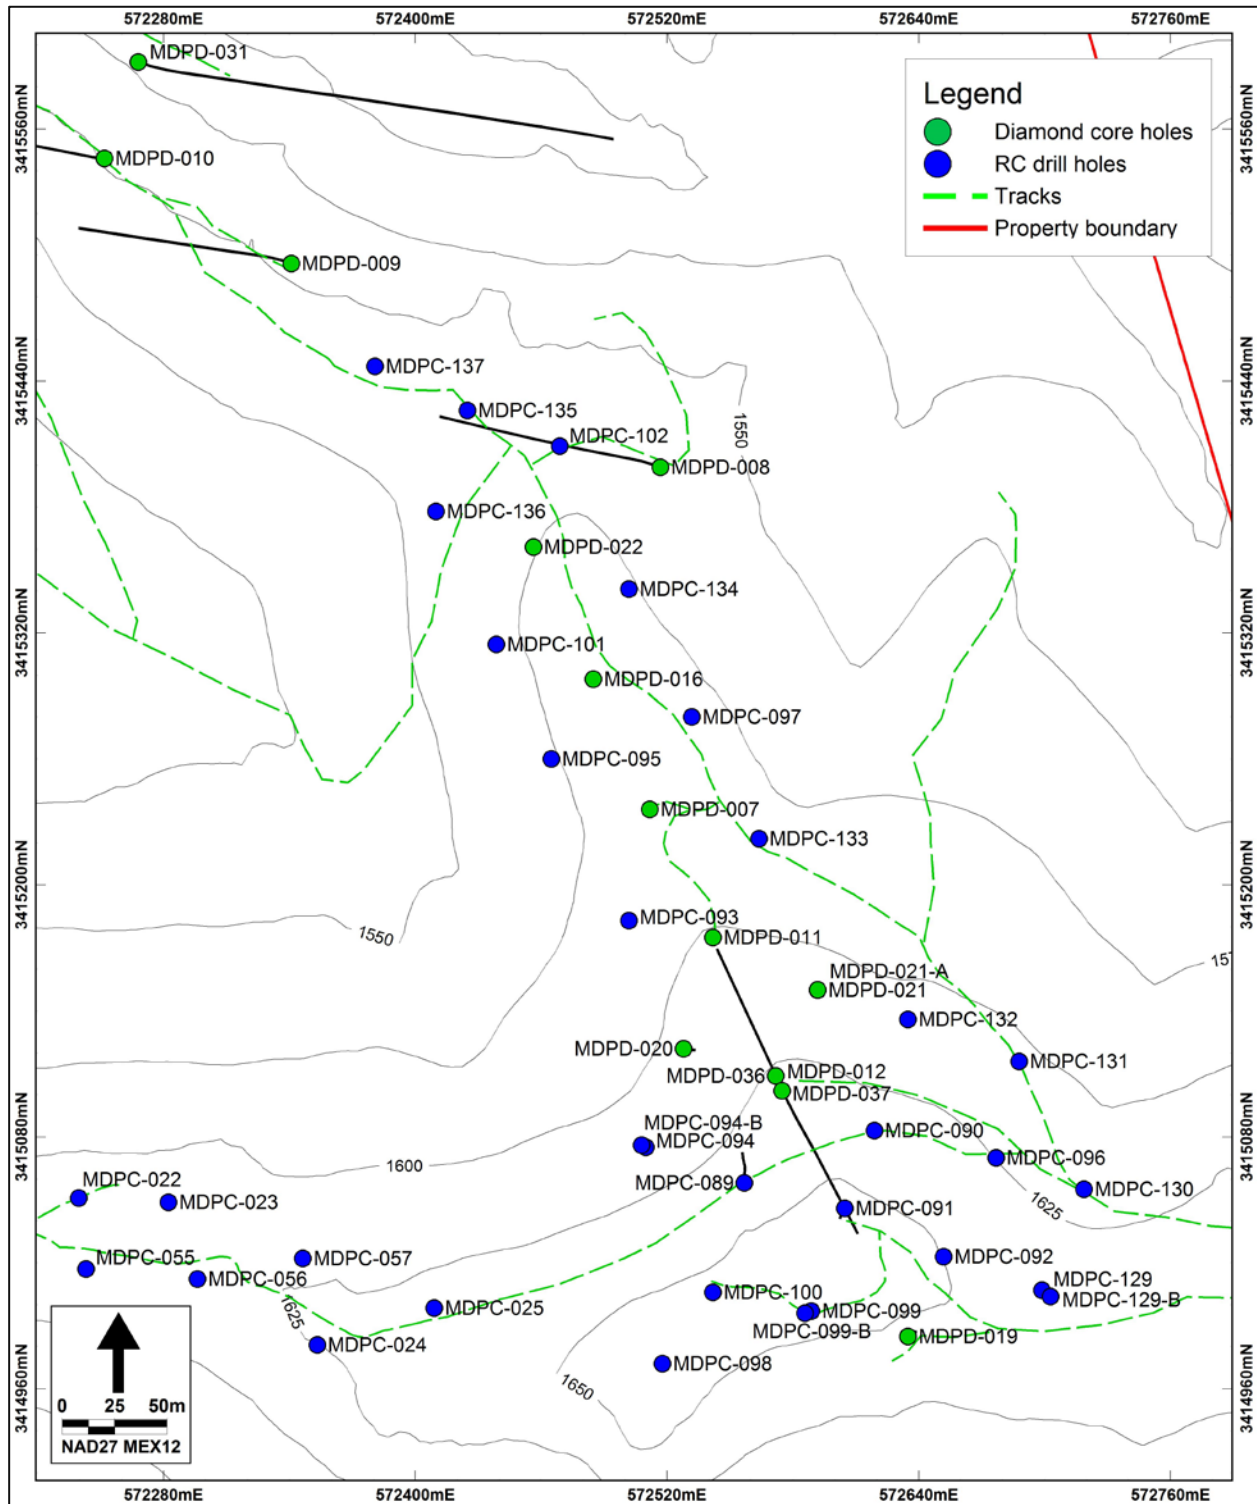 572280mE 572400mE 572520mE 572640mE 572760mE
MDPD-031
Legend
Diamond core holes
RC drill holes
Tracks
Property boundary
3415560mN
3415560mN
MDPD-010
MDPD-009
MDPC-137
3415440mN
3415440mN
MDPC-135
1550
MDPC-102
MDPD-008
MDPC-136
MDPD-022
MDPC-134
3415320mN
3415320mN
MDPC-101
MDPD-016
MDPC-097
MDPC-095
MDPD-007
MDPC-133
3415200mN
3415200mN
MDPC-093
1550
MDPD-011
157
MDPD-021-A
MDPD-021
MDPC-132
MDPD-020
MDPC-131
MDPD-036
MDPD-012
MDPD-037
MDPC-094-B
MDPC-094
MDPC-090
3415080mN
3415080mN
1600
MDPC-096
MDPC-022
MDPC-023
MDPC-089
MDPC-130
1625
MDPC-091
MDPC-055
MDPC-057
MDPC-056
MDPC-092
MDPC-129
MDPC-129-B
MDPC-100
1625
MDPC-025
MDPC-099
MDPC-099-B
MDPD-019
MDPC-024
MDPC-098
1650
3414960mN
3414960mN
0 25 50m
NAD27 MEX12
572280mE 572400mE 572520mE 572640mE 572760mE